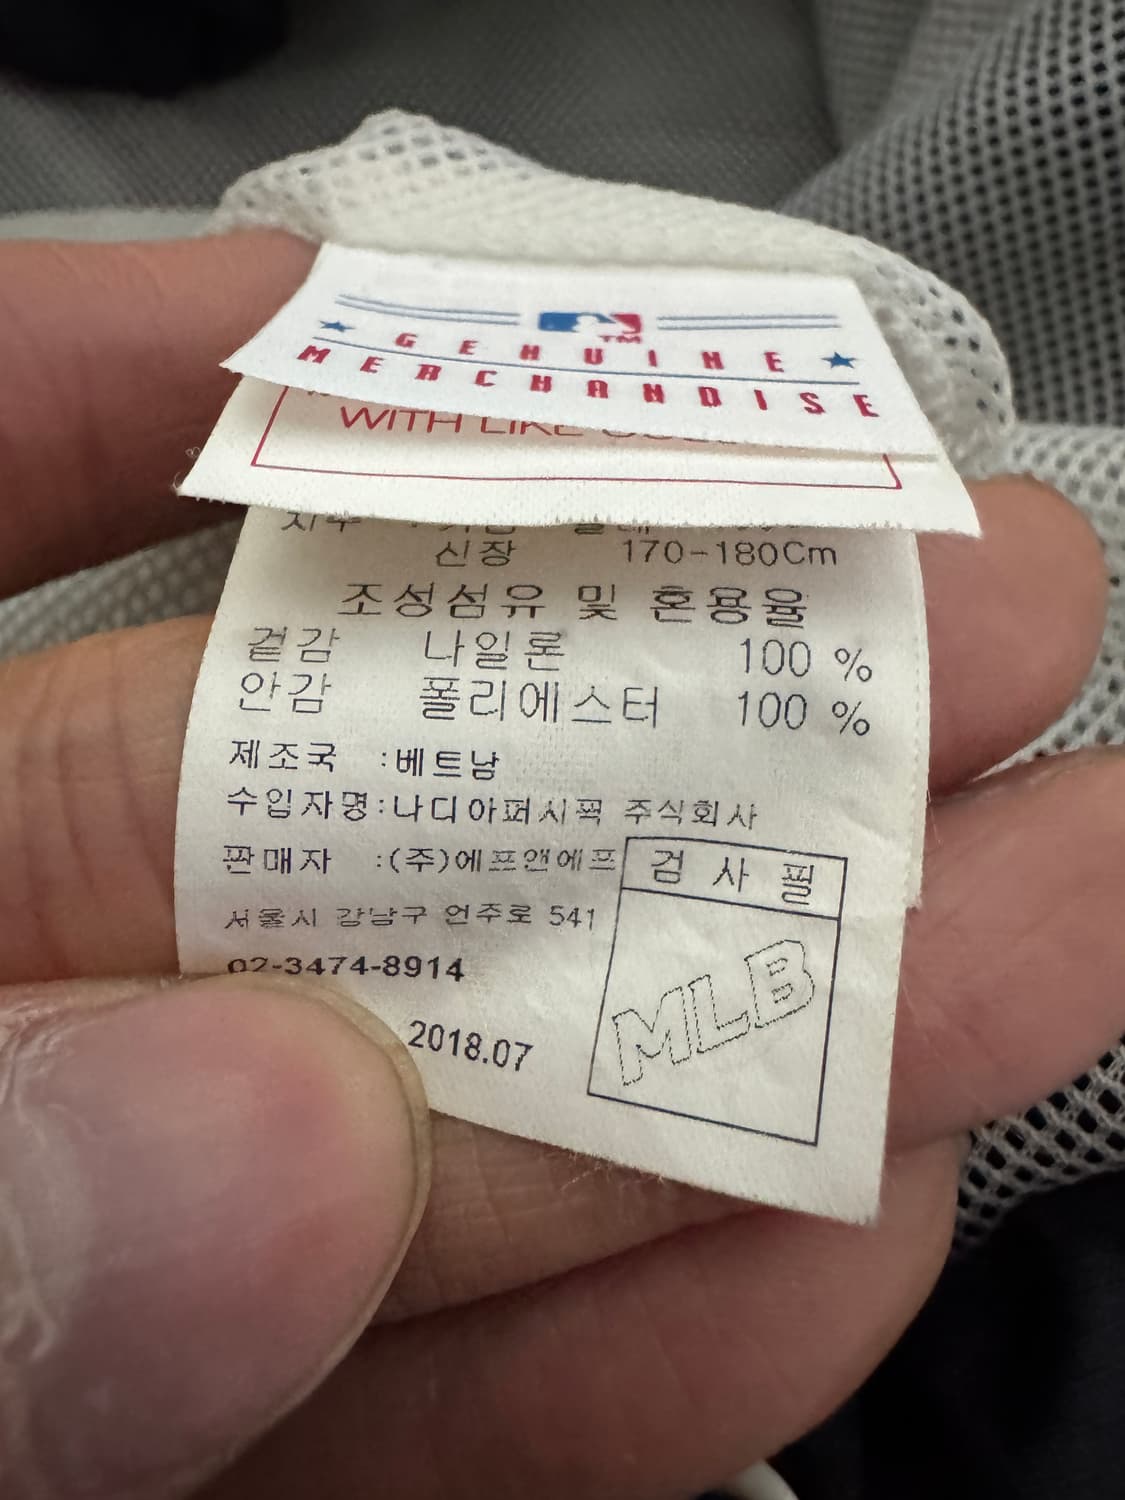 TM
GENUINE
MERCHANDISE
WITH LIKE
신장 170-180Cm
조성섬유 및 혼용율
겉감 나일론 100 %
안감 폴리에스터 100 %
제조국 :베트남
수입자명:나디아퍼시픽 주식회사
판매자 :(주)에프앤에프
서울시 강남구 언주로 541
02-3474-8914
2018.07
검사필
MLB